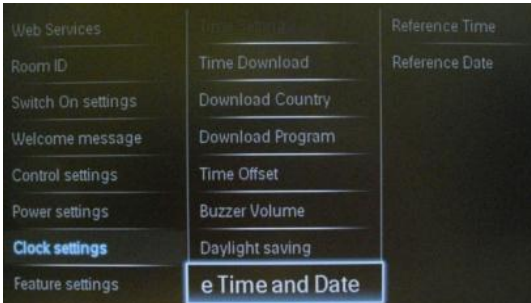 Web Services
Room ID
Switch On settings
Welcome message
Control settings
Power settings
Clock settings
Feature settings
Time Download
Download Country
Download Program
Time Offset
Buzzer Volume
Daylight saving
e Time and Date
Reference Time
Reference Date